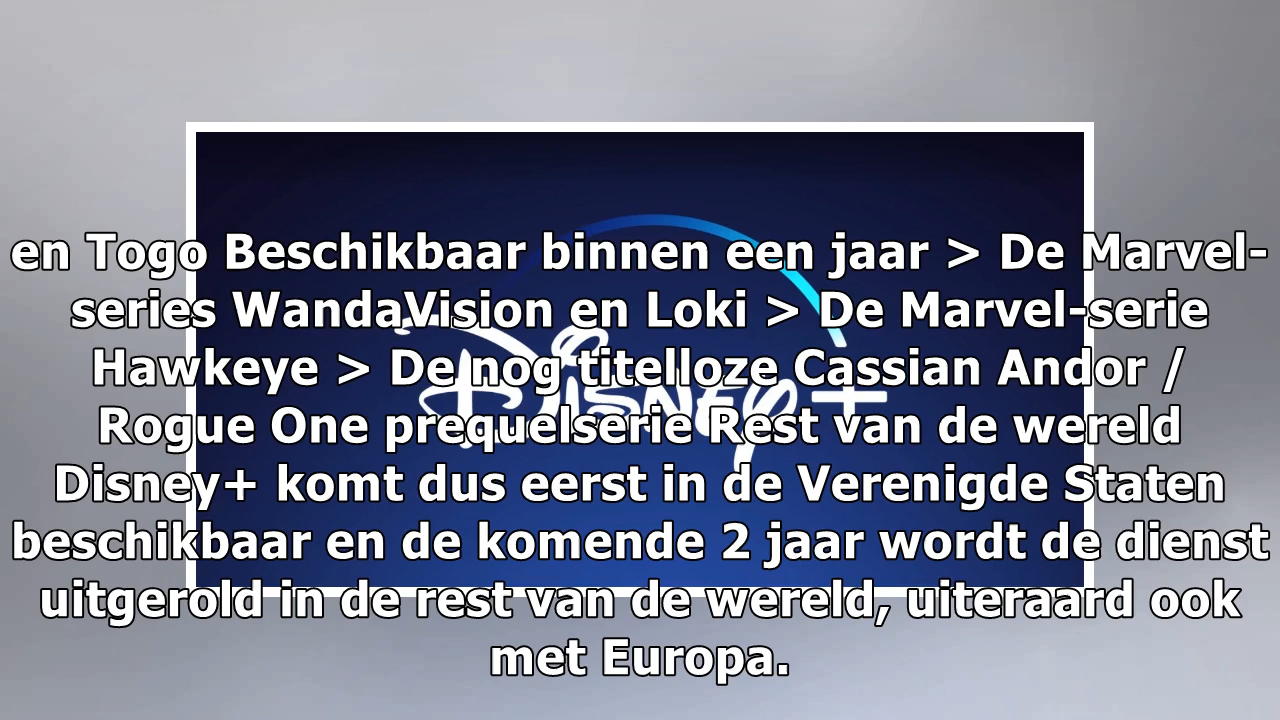 en Togo Beschikbaar binnen een jaar > De Marvel-
series WandaVision en Loki > De Marvel-serie
Hawkeye > De nog titelloze Cassian Andor /
Rogue One prequelserie Rest van de wereld
Disney+ komt dus eerst in de Verenigde Staten
beschikbaar en de komende 2 jaar wordt de dienst
uitgerold in de rest van de wereld, uiteraard ook
met Europa.
Disney+